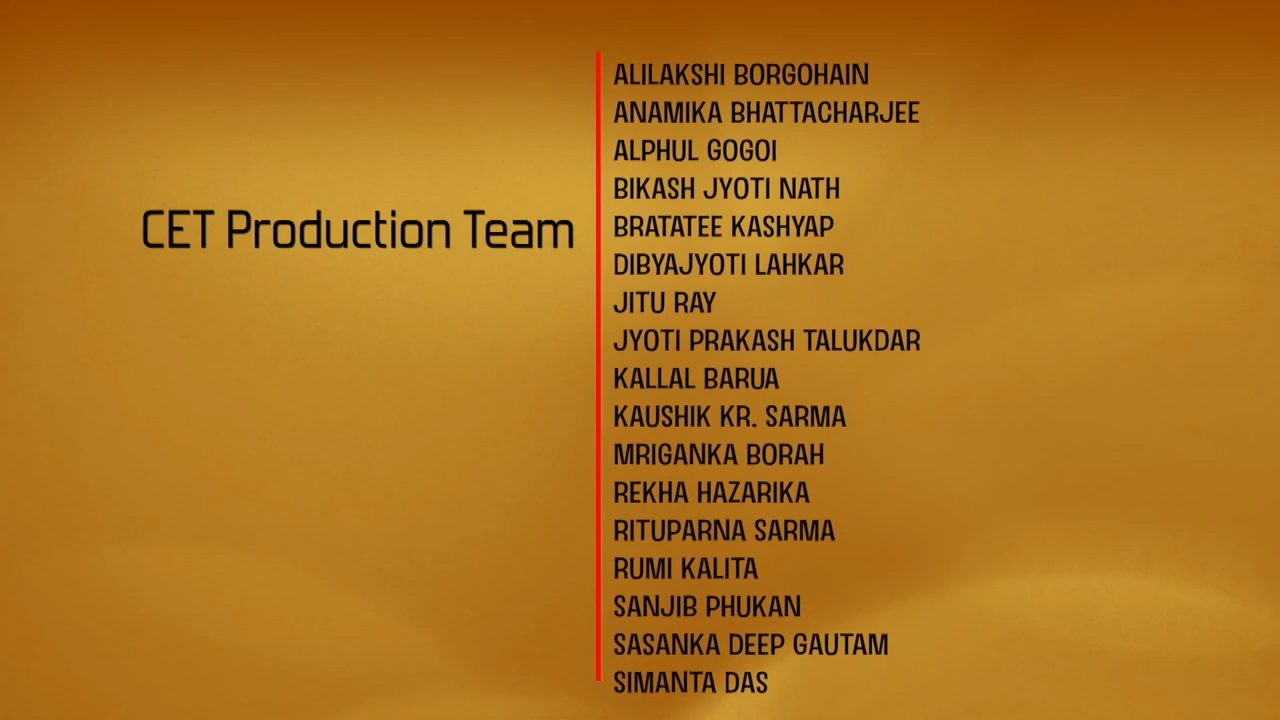 CET Production Team
ALILAKSHI BORGOHAIN
ANAMIKA BHATTACHARJEE
ALPHUL GOGOI
BIKASH JYOTI NATH
BRATATEE KASHYAP
DIBYAJYOTI LAHKAR
JITU RAY
JYOTI PRAKASH TALUKDAR
KALLAL BARUA
KAUSHIK KR. SARMA
MRIGANKA BORAH
REKHA HAZARIKA
RITUPARNA SARMA
RUMI KALITA
SANJIB PHUKAN
SASANKA DEEP GAUTAM
SIMANTA DAS